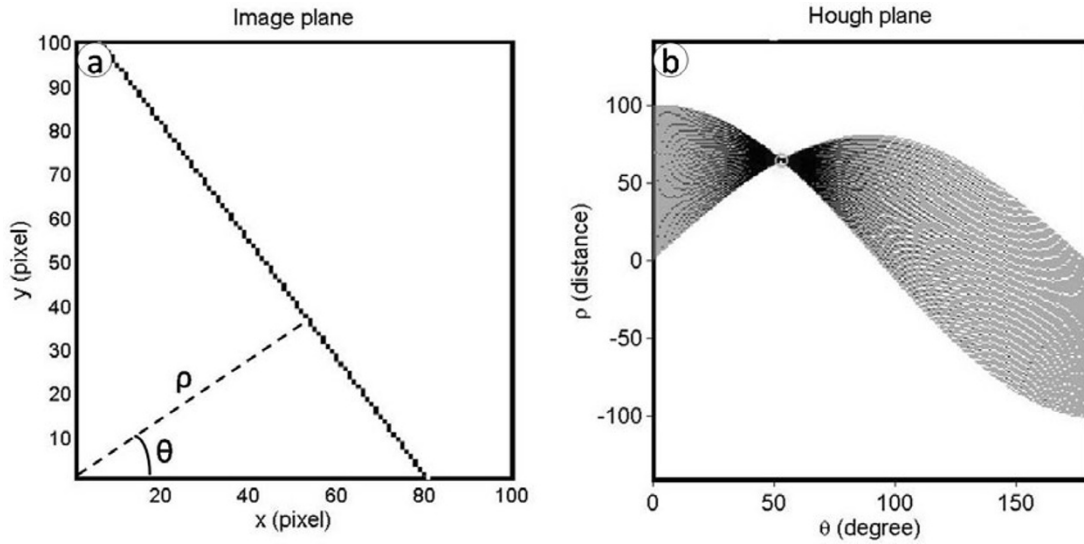 Image plane
a
100
90
80
70
60
50
40
30
20
10
y (pixel)
ρ
θ
20
40
60
80
100
x (pixel)
Hough plane
b
100
50
0
-50
-100
ρ (distance)
0
50
100
150
θ (degree)